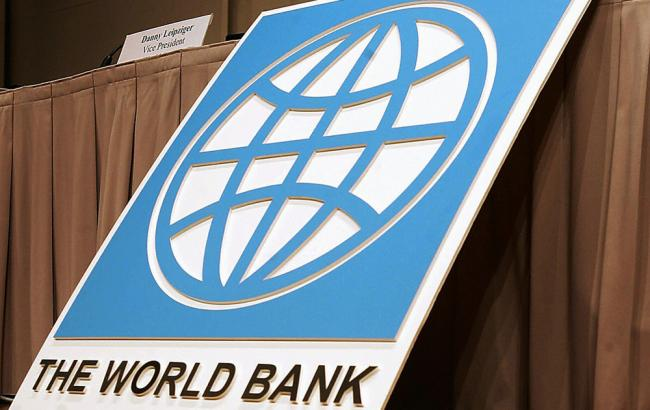 Danny Leipziger
Vice President
THE WORLD BANK